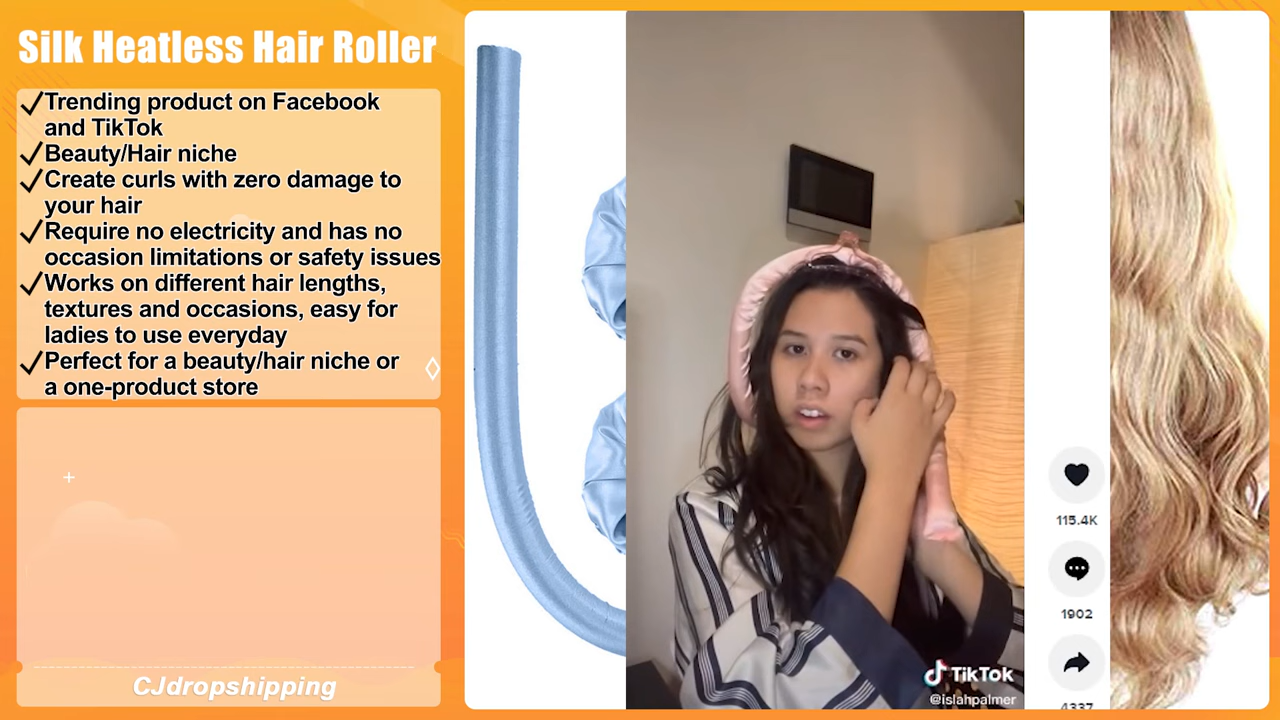 Silk Heatless Hair Roller
Trending product on Facebook
and TikTok
Beauty/Hair niche
Create curls with zero damage to
your hair
Require no electricity and has no
occasion limitations or safety issues
Works on different hair lengths,
textures and occasions, easy for
ladies to use everyday
Perfect for a beauty/hair niche or
a one-product store
CJdropshipping
115.4K
1902
4337
TikTok
@islahpalmer